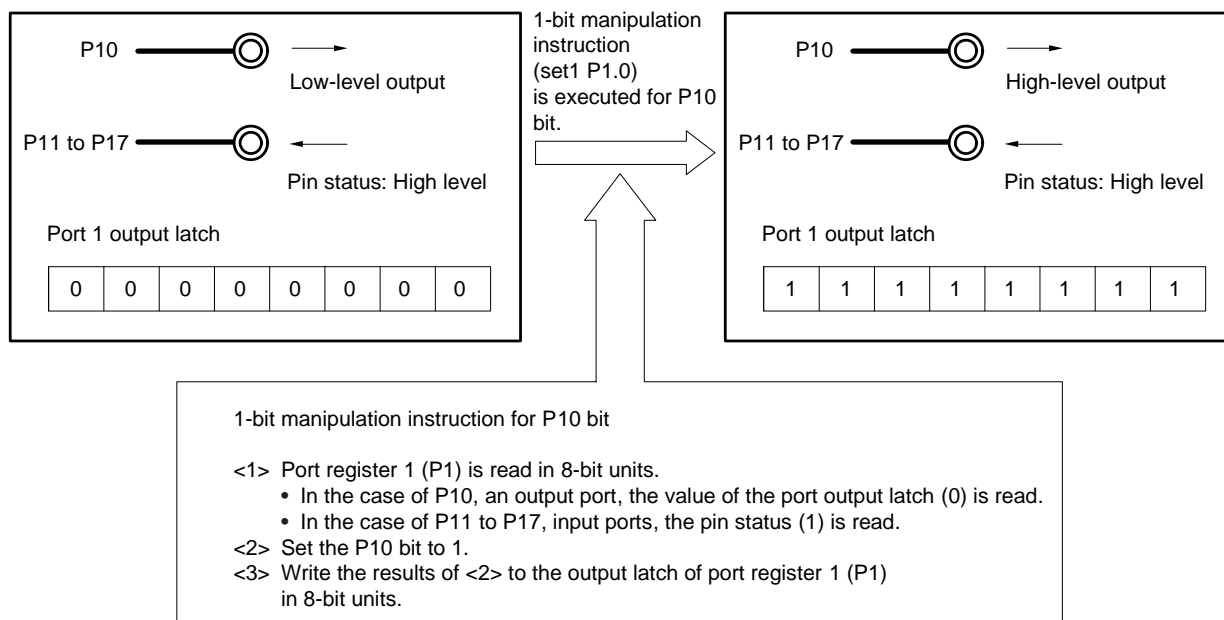 P10
Low-level output
P11 to P17
Pin status: High level
Port 1 output latch
0 0 0 0 0 0 0 0
1-bit manipulation
instruction
(set1 P1.0)
is executed for P10
bit.
P10
High-level output
P11 to P17
Pin status: High level
Port 1 output latch
1 1 1 1 1 1 1 1
1-bit manipulation instruction for P10 bit
<1> Port register 1 (P1) is read in 8-bit units.
• In the case of P10, an output port, the value of the port output latch (0) is read.
• In the case of P11 to P17, input ports, the pin status (1) is read.
<2> Set the P10 bit to 1.
<3> Write the results of <2> to the output latch of port register 1 (P1)
in 8-bit units.